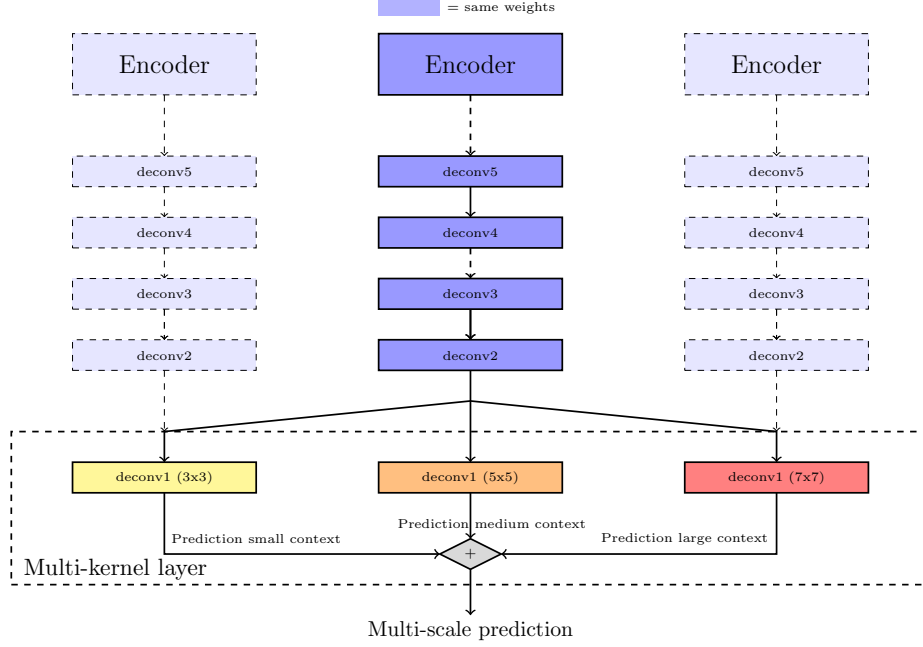 = same weights
Encoder
Encoder
Encoder
deconv5
deconv5
deconv5
deconv4
deconv4
deconv4
deconv3
deconv3
deconv3
deconv2
deconv2
deconv2
deconv1 (3x3)
deconv1 (5x5)
deconv1 (7x7)
Prediction small context
Prediction medium context
Prediction large context
+
Multi-kernel layer
Multi-scale prediction